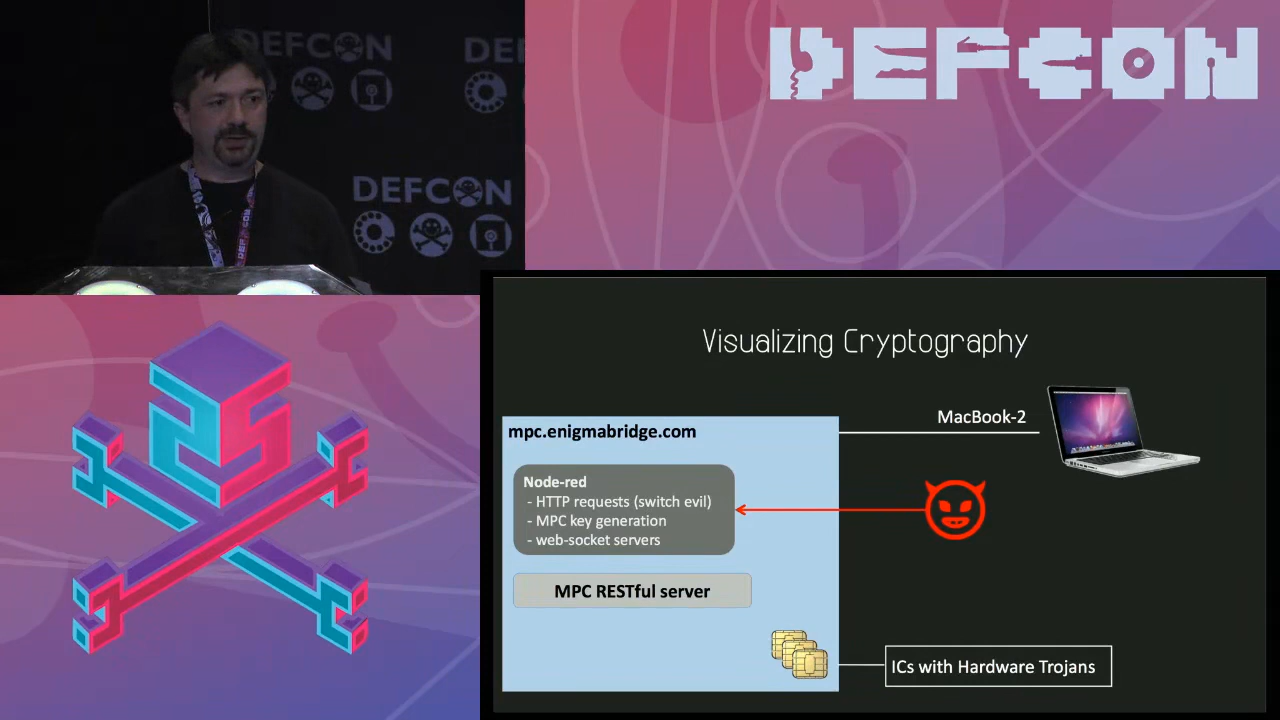 DEFCON
DEF
DEFCON
DEFCON
Visualizing Cryptography
MacBook-2
mpc.enigmabridge.com
Node-red
- HTTP requests (switch evil)
- MPC key generation
- web-socket servers
MPC RESTful server
ICs with Hardware Trojans